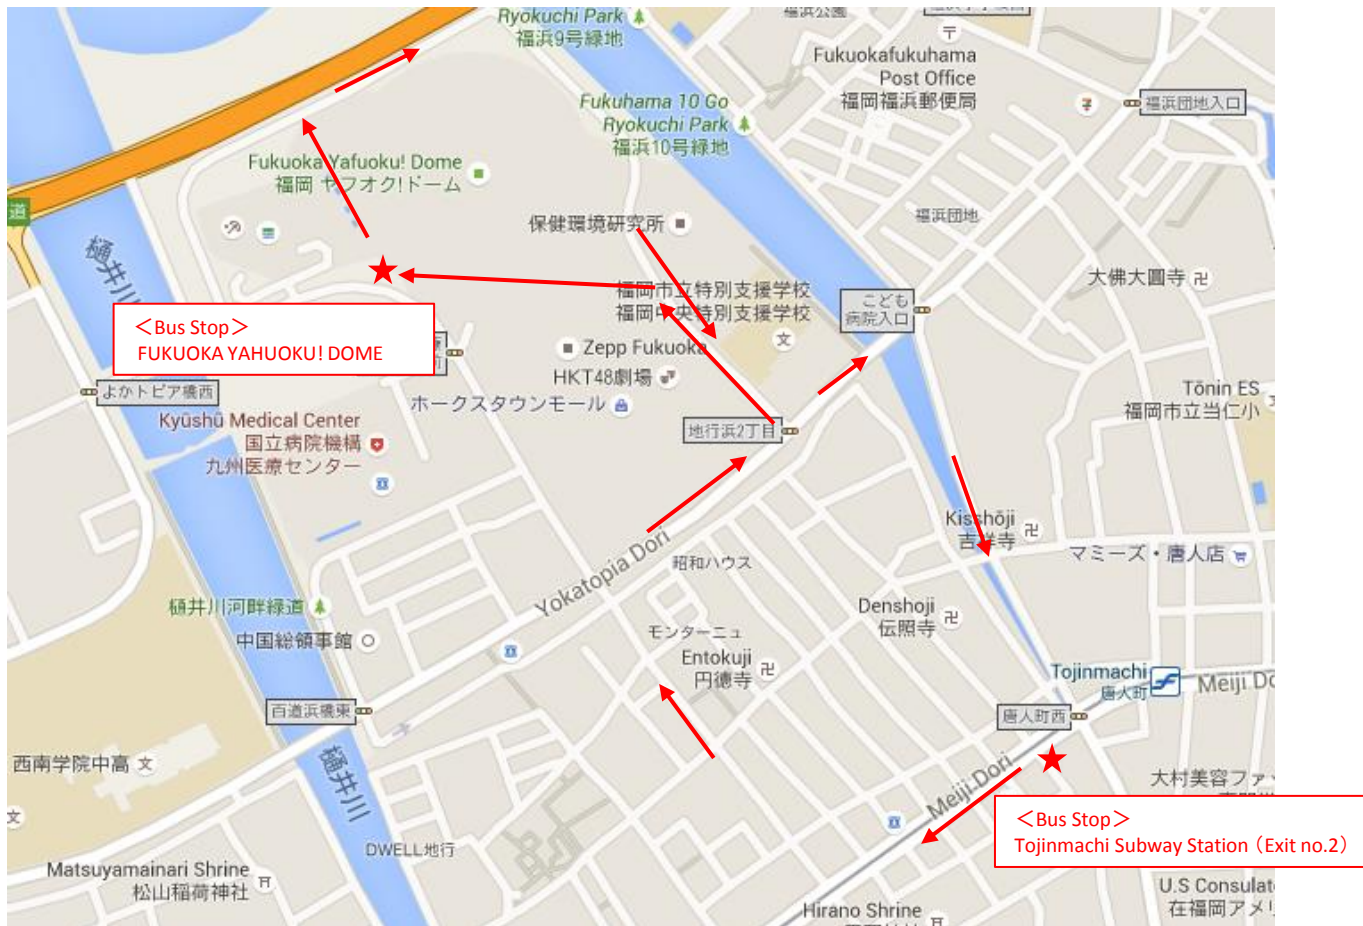 Ryokuchi Park
福浜9号緑地
福浜公園
Fukuokafukuhama
Post Office
福岡福浜郵便局
福浜団地入口
Fukuhama 10 Go
Ryokuchi Park
福浜10号緑地
Fukuoka Yafuoku! Dome
福岡 ヤフオク!ドーム
道
樋井川
保健環境研究所
福浜団地
大佛大圓寺
福岡市立特別支援学校
福岡中央特別支援学校
文
こども
病院入口
<Bus Stop>
FUKUOKA YAHUOKU! DOME
Zepp Fukuoka
HKT48劇場
ホークスタウンモール
よかトピア橋西
Kyūshū Medical Center
国立病院機構
九州医療センター
地行浜2丁目
Tōnin ES
福岡市立当仁小
Kisshōji
吉祥寺
マミーズ・唐人店
Yokatopia Dori
昭和ハウス
樋井川河畔緑道
中国総領事館
Denshoji
伝照寺
モンターニュ
Entokuji
円徳寺
Tojinmachi
唐人町
Meiji Do
百道浜橋東
唐人町西
西南学院中高 文
樋井川
Meiji-Dori
大村美容ファッ
文
<Bus Stop>
Tojinmachi Subway Station (Exit no.2)
DWELL地行
Matsuyamainari Shrine
松山稲荷神社
U.S Consulat
在福岡アメリ
Hirano Shrine